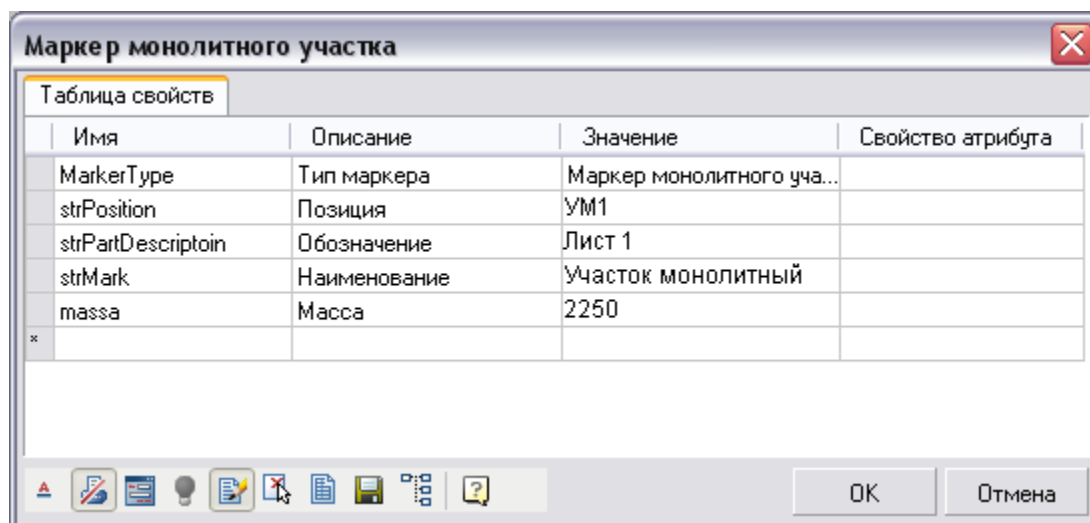 Маркер монолитного участка
Таблица свойств
Имя Описание Значение Свойство атрибута
MarkerType Тип маркера Маркер монолитного уча...
strPosition Позиция УМ1
strPartDescriptoin Обозначение Лист 1
strMark Наименование Участок монолитный
massa Масса 2250
*
A ?
OK Отмена